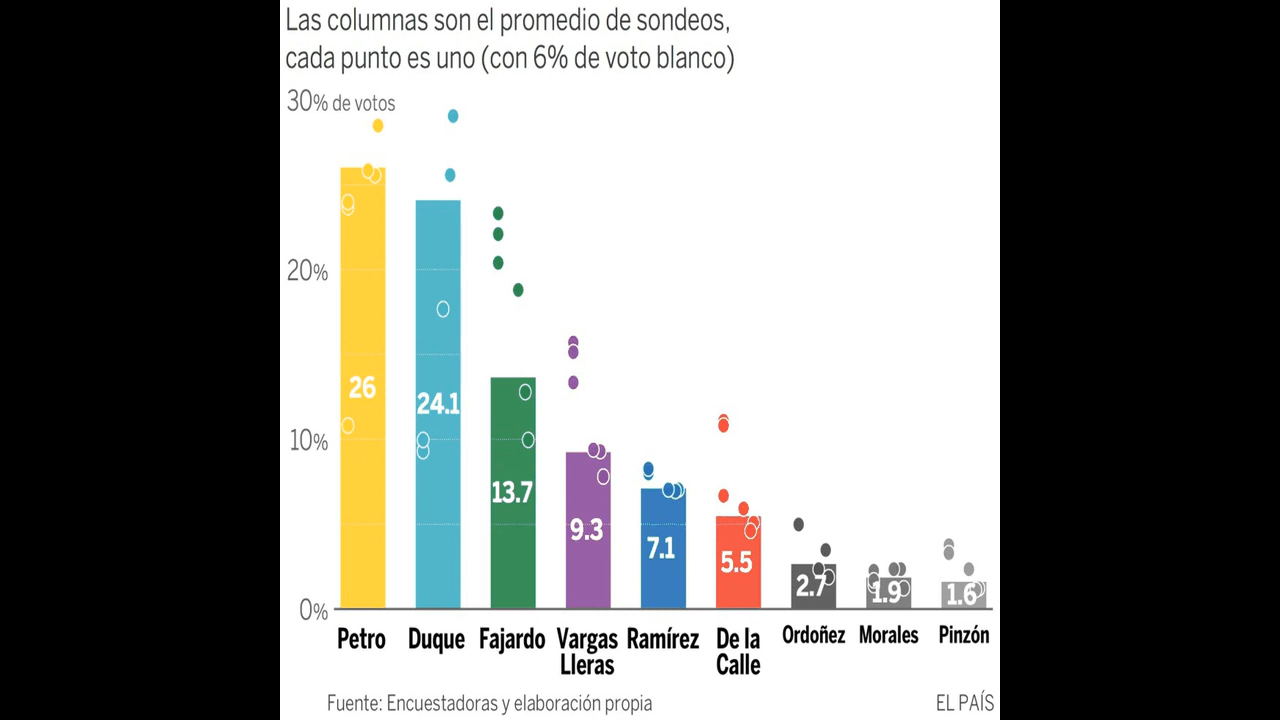 Las columnas son el promedio de sondeos,
cada punto es uno (con 6% de voto blanco)
30% de votos
20%
10%
0%
26
24.1
13.7
9.3
7.1
5.5
2.7
1.9
1.6
Petro Duque Fajardo Vargas Lleras Ramírez De la Calle Ordoñez Morales Pinzón
Fuente: Encuestadoras y elaboración propia
EL PAÍS